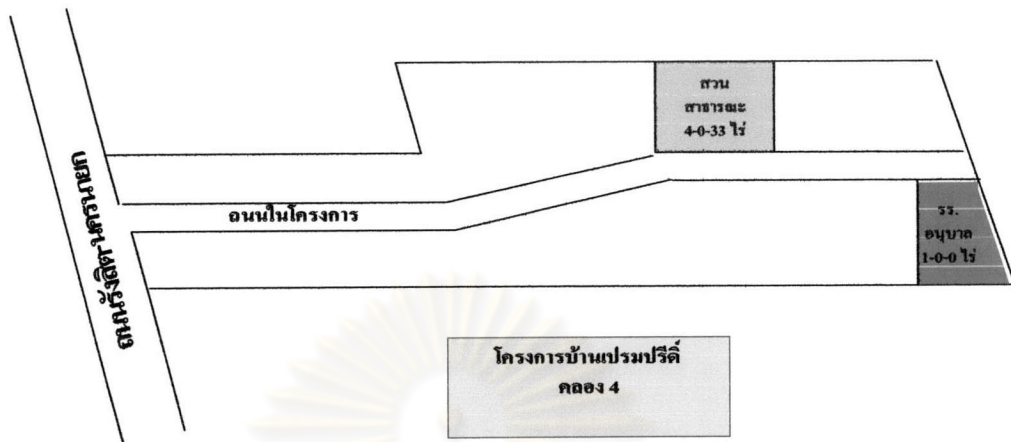 สวน
สาธารณะ
4-0-33 ไร่
ถนนรังสิต-นครนายก
ถนนในโครงการ
รร.
อนุบาล
1-0-0 ไร่
โครงการบ้านเปรมปรีดิ์
คลอง 4